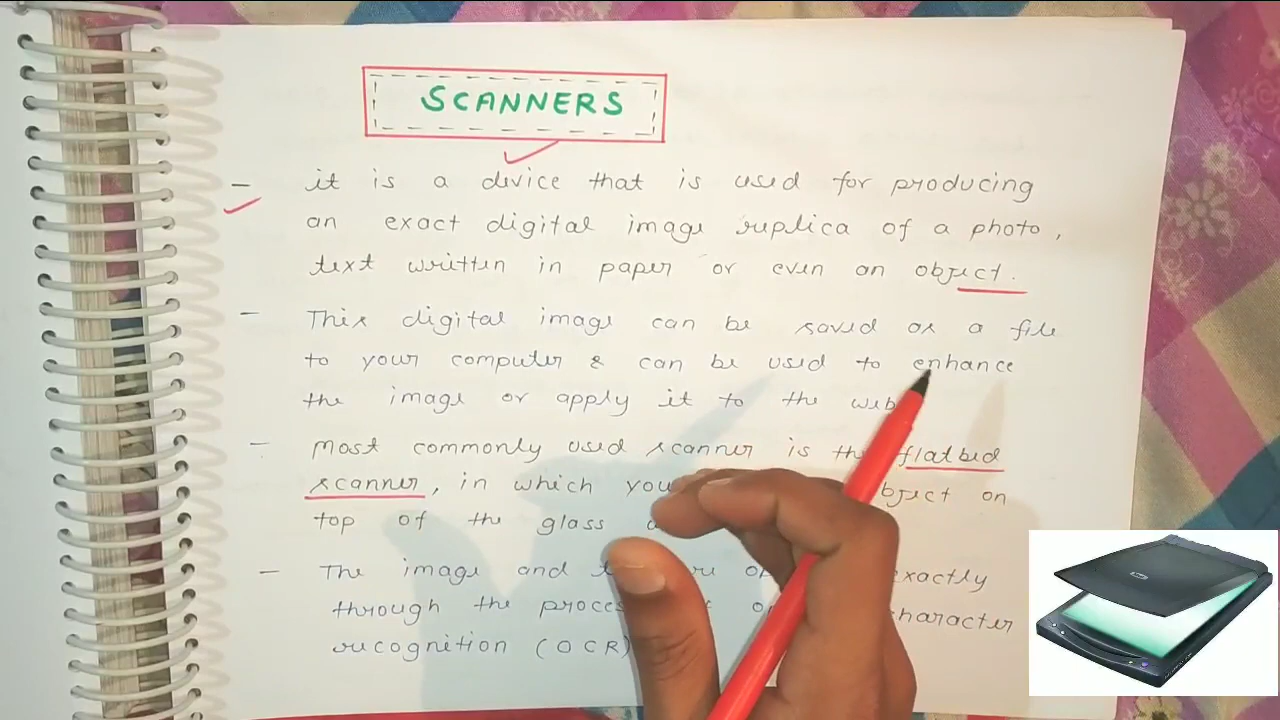 SCANNERS
- it is a device that is used for producing
an exact digital image replica of a photo,
text written in paper or even an object.
- This digital image can be saved as a file
to your computer & can be used to enhance
the image or apply it to the web
- Most commonly used scanner is the flatbed
scanner, in which you object on
top of the glass
- The image and exactly
through the process character
recognition (OCR)